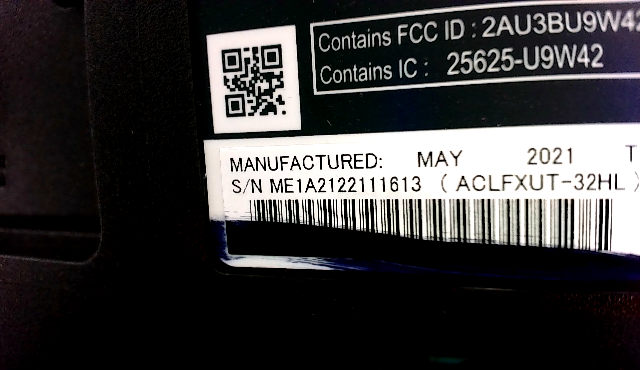 Contains FCC ID : 2AU3BU9W42
Contains IC : 25625-U9W42
MANUFACTURED: MAY 2021 T
S/N ME1A2122111613 ( ACLFXUT-32HL )